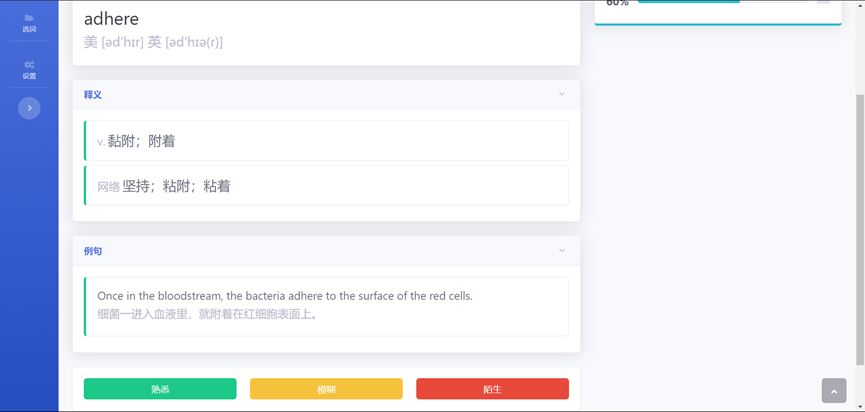 选词
设置
adhere
美 [əd'hɪr] 英 [əd'hɪə(r)]
释义
v. 黏附；附着
网络 坚持；粘附；粘着
例句
Once in the bloodstream, the bacteria adhere to the surface of the red cells.
细菌一进入血液里，就附着在红细胞表面上。
熟悉
模糊
陌生
60%